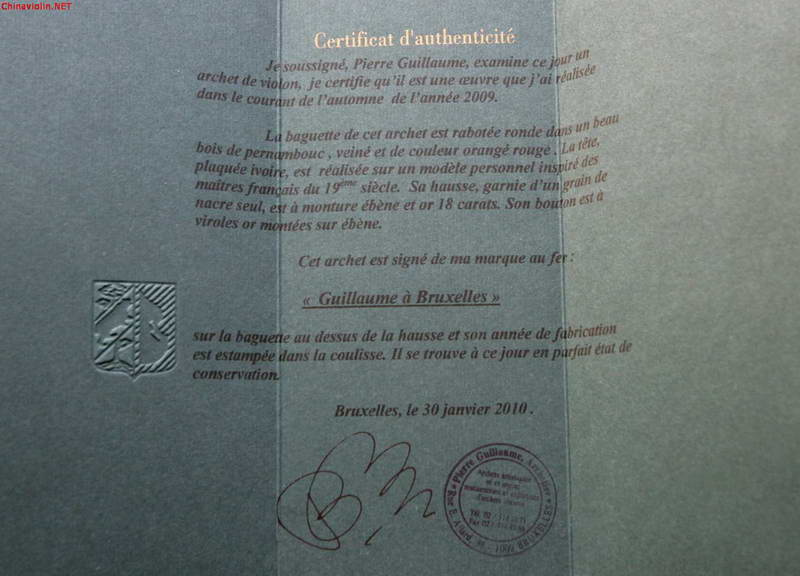 Chinaviolin.NET
Certificat d'authenticité
Je soussigné, Pierre Guillaume, examine ce jour un
archet de violon, je certifie qu'il est une œuvre que j'ai réalisée
dans le courant de l'automne de l'année 2009.
La baguette de cet archet est rabotée ronde dans un beau
bois de pernambouc , veiné et de couleur orangé rouge . La tête,
plaquée ivoire, est réalisée sur un modèle personnel inspiré des
maîtres français du 19ème siècle. Sa hausse, garnie d'un grain de
nacre seul, est à monture ébène et or 18 carats. Son bouton est à
viroles or montées sur ébène.
Cet archet est signé de ma marque au fer :
« Guillaume à Bruxelles »
sur la baguette au dessus de la hausse et son année de fabrication
est estampée dans la coulisse. Il se trouve à ce jour en parfait état de
conservation.
Bruxelles, le 30 janvier 2010 .
Pierre Guillaume, Archetier
Rue E. Allard
1000 BRUXELLES